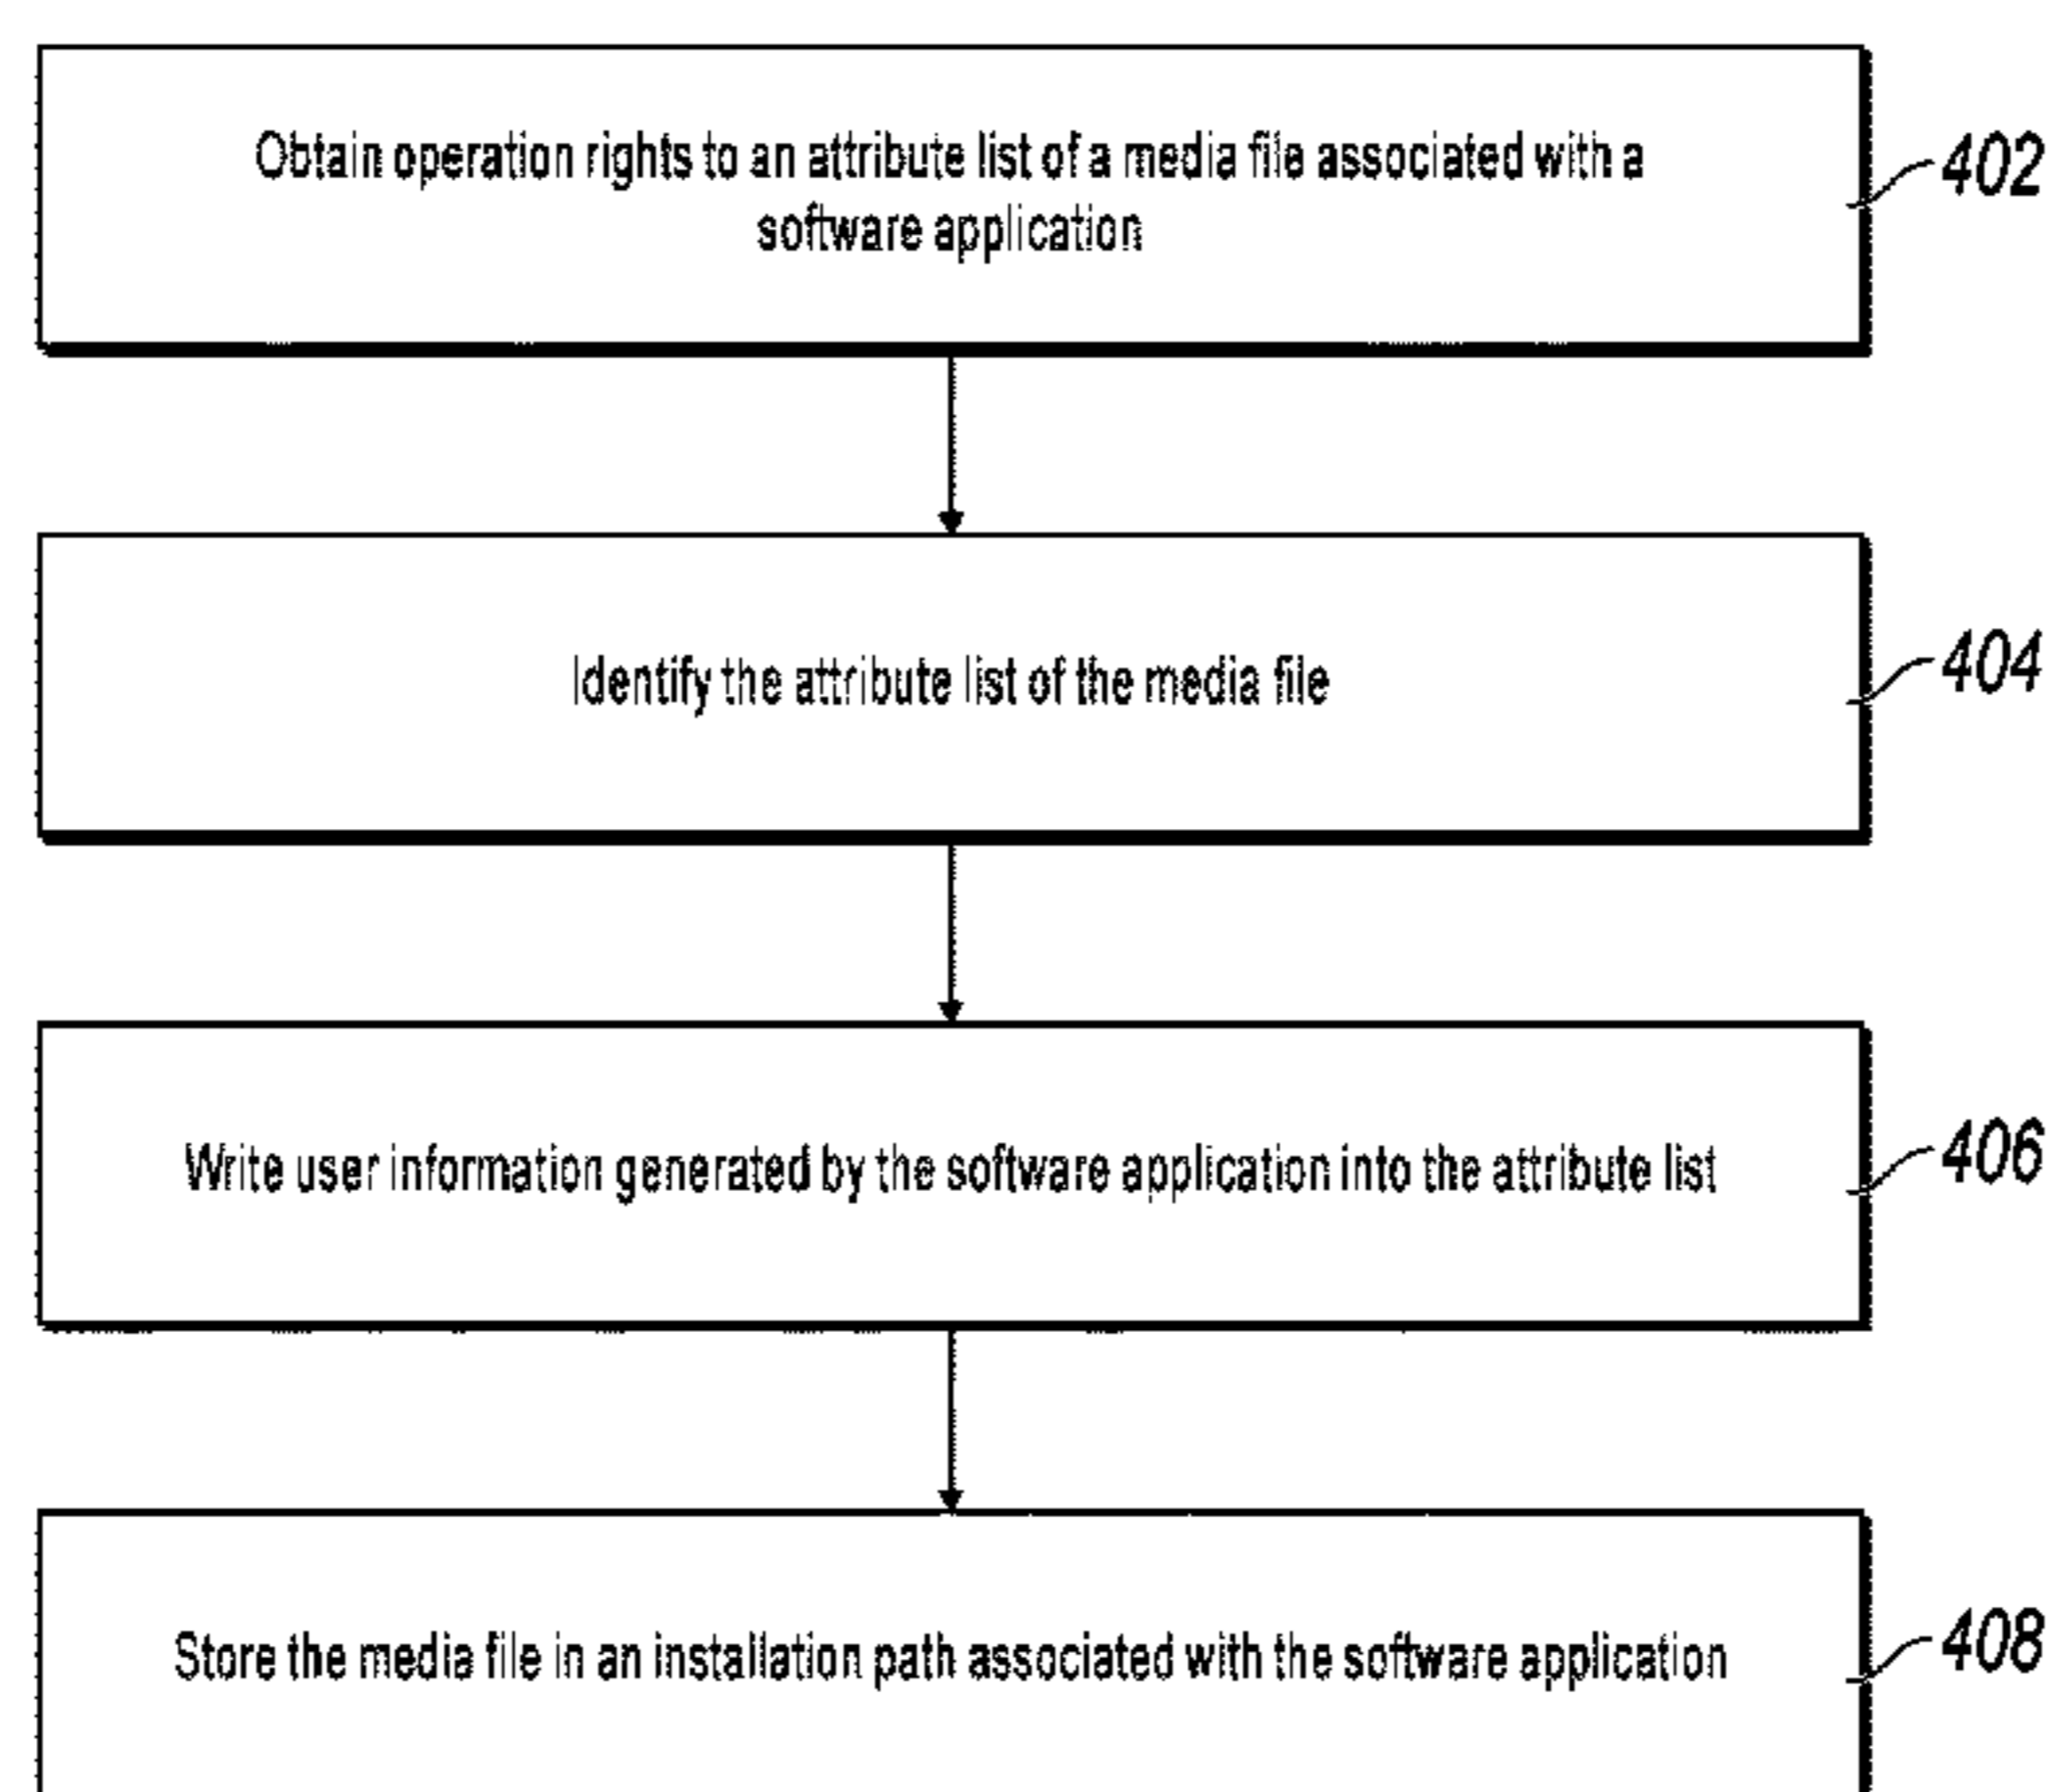 Obtain operation rights to an attribute list of a media file associated with a
software application
402
Identify the attribute list of the media file
404
Write user information generated by the software application into the attribute list
406
Store the media file in an installation path associated with the software application
408